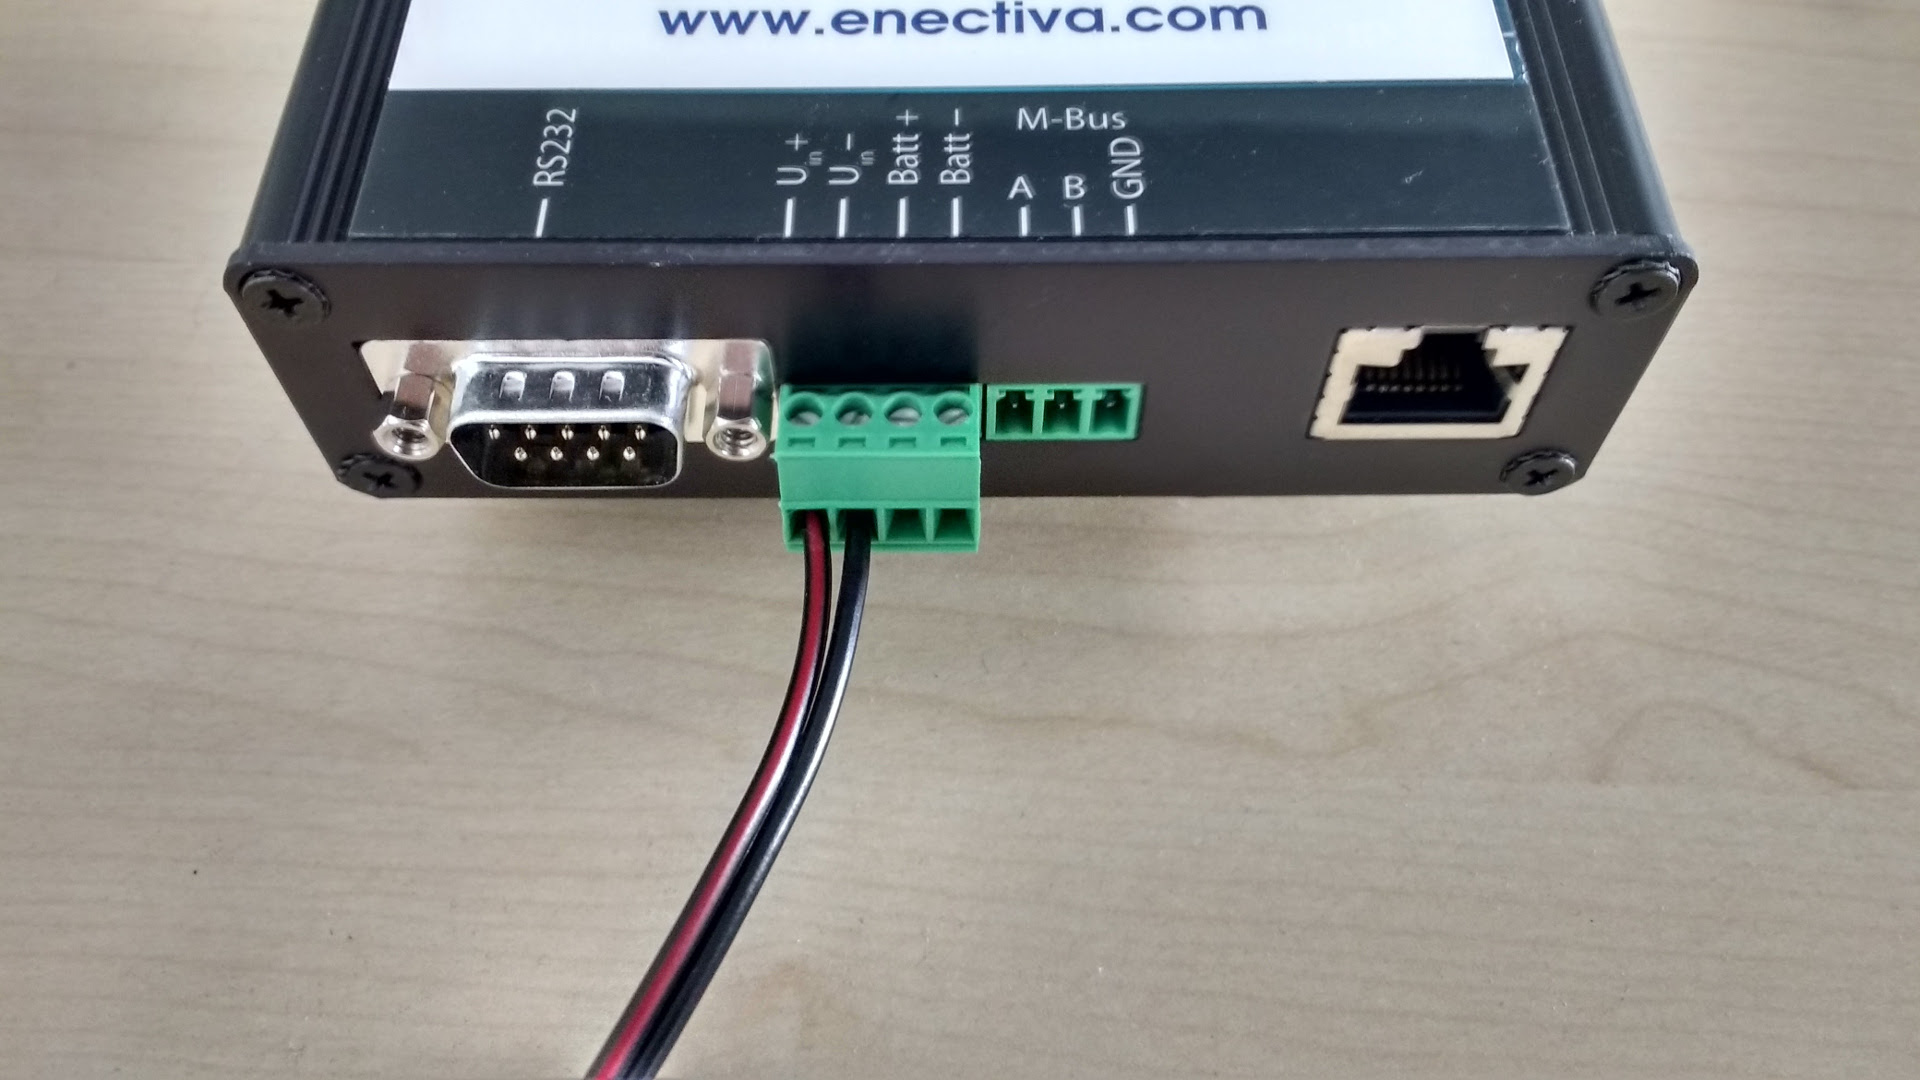 www.enectiva.com
RS232
Uin +
Uin −
Batt +
Batt −
M-Bus
A
B
GND